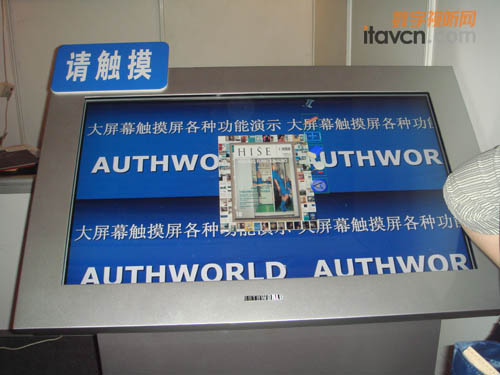 数字视听网
itavcn.com
请触摸
大屏幕触摸屏各种功能演示 大屏幕触摸屏各种功能
AUTHWO RUTHWOR
HISE
大屏幕触摸屏各种功能演示 大屏幕触摸屏各种功能
AUTHWORLD AUTHWOR
AUTHWORLD